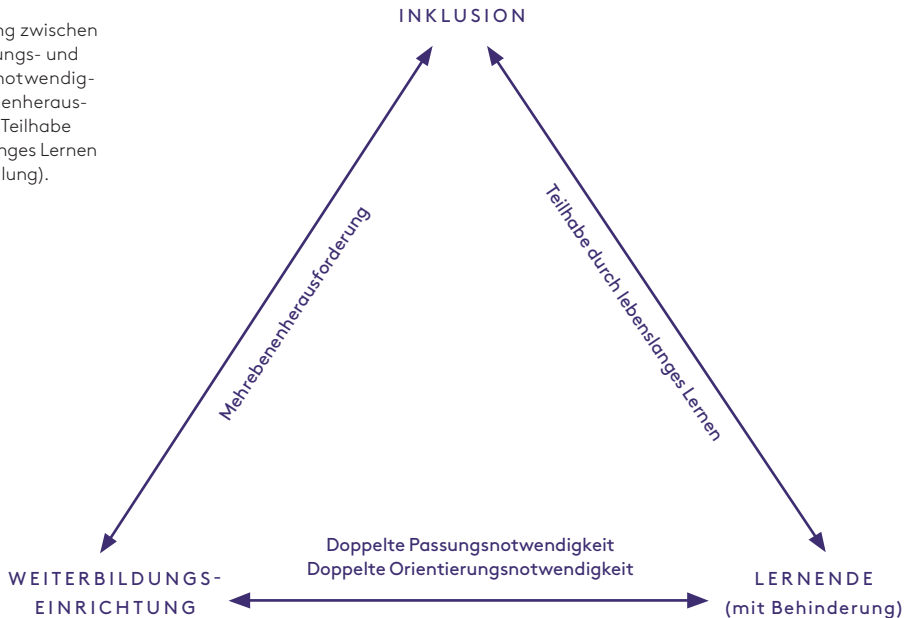 INKLUSION
ng zwischen
ungs- und
notwendig-
enheraus-
Teilhabe
nges Lernen
lung).
Mehrebenenherausforderung
Teilhabe durch lebenslanges Lernen
Doppelte Passungsnotwendigkeit
Doppelte Orientierungsnotwendigkeit
WEITERBILDUNGS-
EINRICHTUNG
LERNENDE
(mit Behinderung)